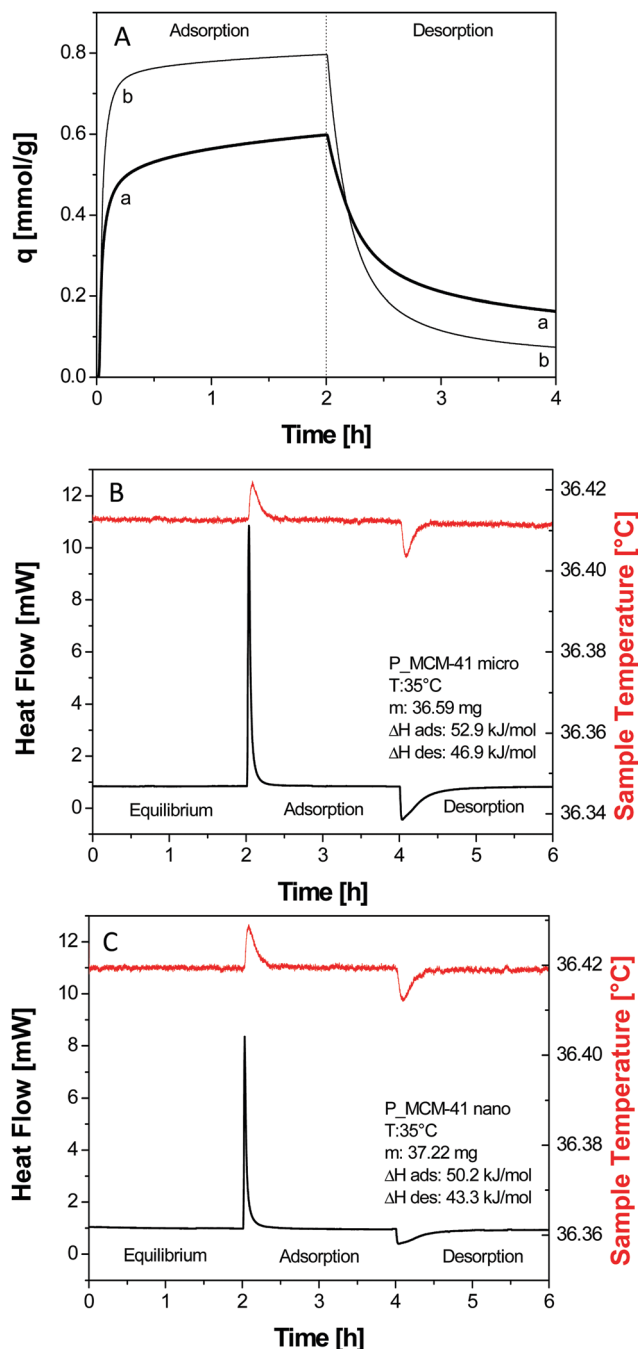 A
Adsorption
Desorption
b
a
a
b
q [mmol/g]
0.8
0.6
0.4
0.2
0.0
0 1 2 3 4
Time [h]
B
Heat Flow [mW]
12
10
8
6
4
2
0
Sample Temperature [°C]
36.42
36.40
36.38
36.36
36.34
P_MCM-41 micro
T:35°C
m: 36.59 mg
ΔH ads: 52.9 kJ/mol
ΔH des: 46.9 kJ/mol
Equilibrium Adsorption Desorption
0 1 2 3 4 5 6
Time [h]
C
Heat Flow [mW]
12
10
8
6
4
2
0
Sample Temperature [°C]
36.42
36.40
36.38
36.36
P_MCM-41 nano
T:35°C
m: 37.22 mg
ΔH ads: 50.2 kJ/mol
ΔH des: 43.3 kJ/mol
Equilibrium Adsorption Desorption
0 1 2 3 4 5 6
Time [h]